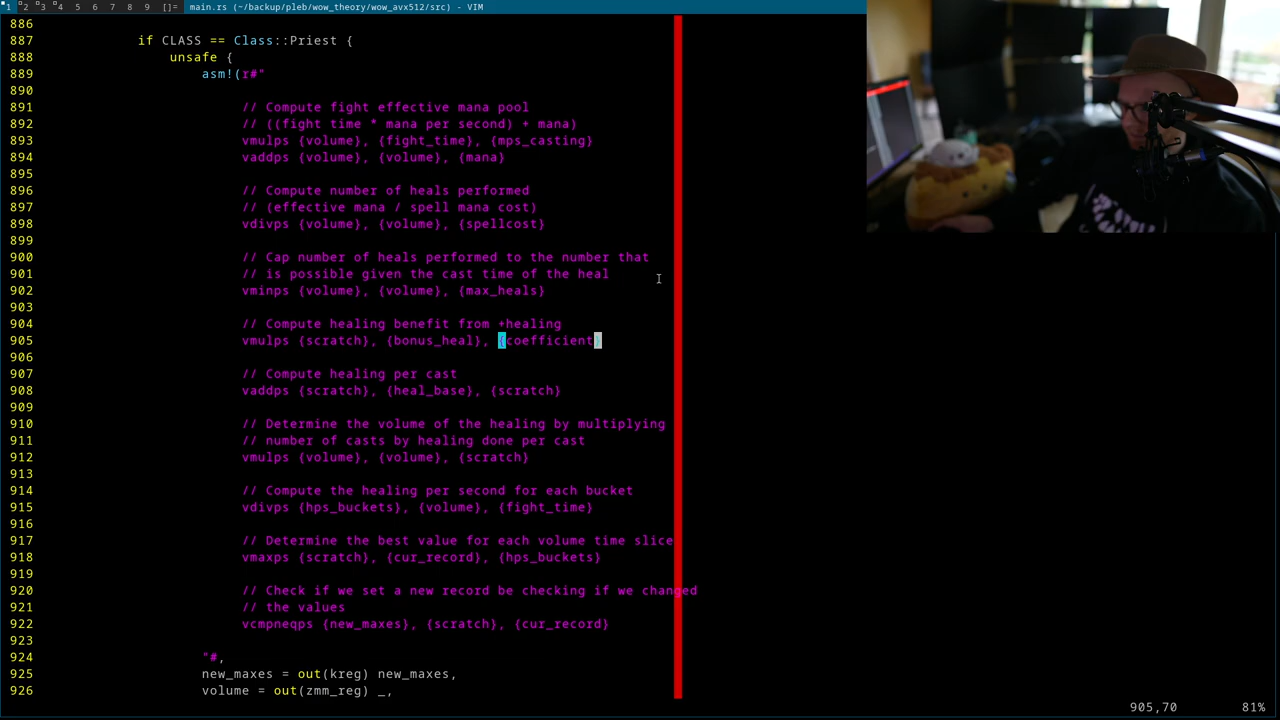 1 2 3 4 5 6 7 8 9 []= main.rs (~/backup/pleb/wow_theory/wow_avx512/src) - VIM
886
887 if CLASS == Class::Priest {
888 unsafe {
889 asm!(r#"
890
891 // Compute fight effective mana pool
892 // ((fight time * mana per second) + mana)
893 vmulps {volume}, {fight_time}, {mps_casting}
894 vaddps {volume}, {volume}, {mana}
895
896 // Compute number of heals performed
897 // (effective mana / spell mana cost)
898 vdivps {volume}, {volume}, {spellcost}
899
900 // Cap number of heals performed to the number that
901 // is possible given the cast time of the heal
902 vminps {volume}, {volume}, {max_heals}
903
904 // Compute healing benefit from +healing
905 vmulps {scratch}, {bonus_heal}, {coefficient}
906
907 // Compute healing per cast
908 vaddps {scratch}, {heal_base}, {scratch}
909
910 // Determine the volume of the healing by multiplying
911 // number of casts by healing done per cast
912 vmulps {volume}, {volume}, {scratch}
913
914 // Compute the healing per second for each bucket
915 vdivps {hps_buckets}, {volume}, {fight_time}
916
917 // Determine the best value for each volume time slice
918 vmaxps {scratch}, {cur_record}, {hps_buckets}
919
920 // Check if we set a new record be checking if we changed
921 // the values
922 vcmpneqps {new_maxes}, {scratch}, {cur_record}
923
924 "#,
925 new_maxes = out(kreg) new_maxes,
926 volume = out(zmm_reg) _,
905,70 81%